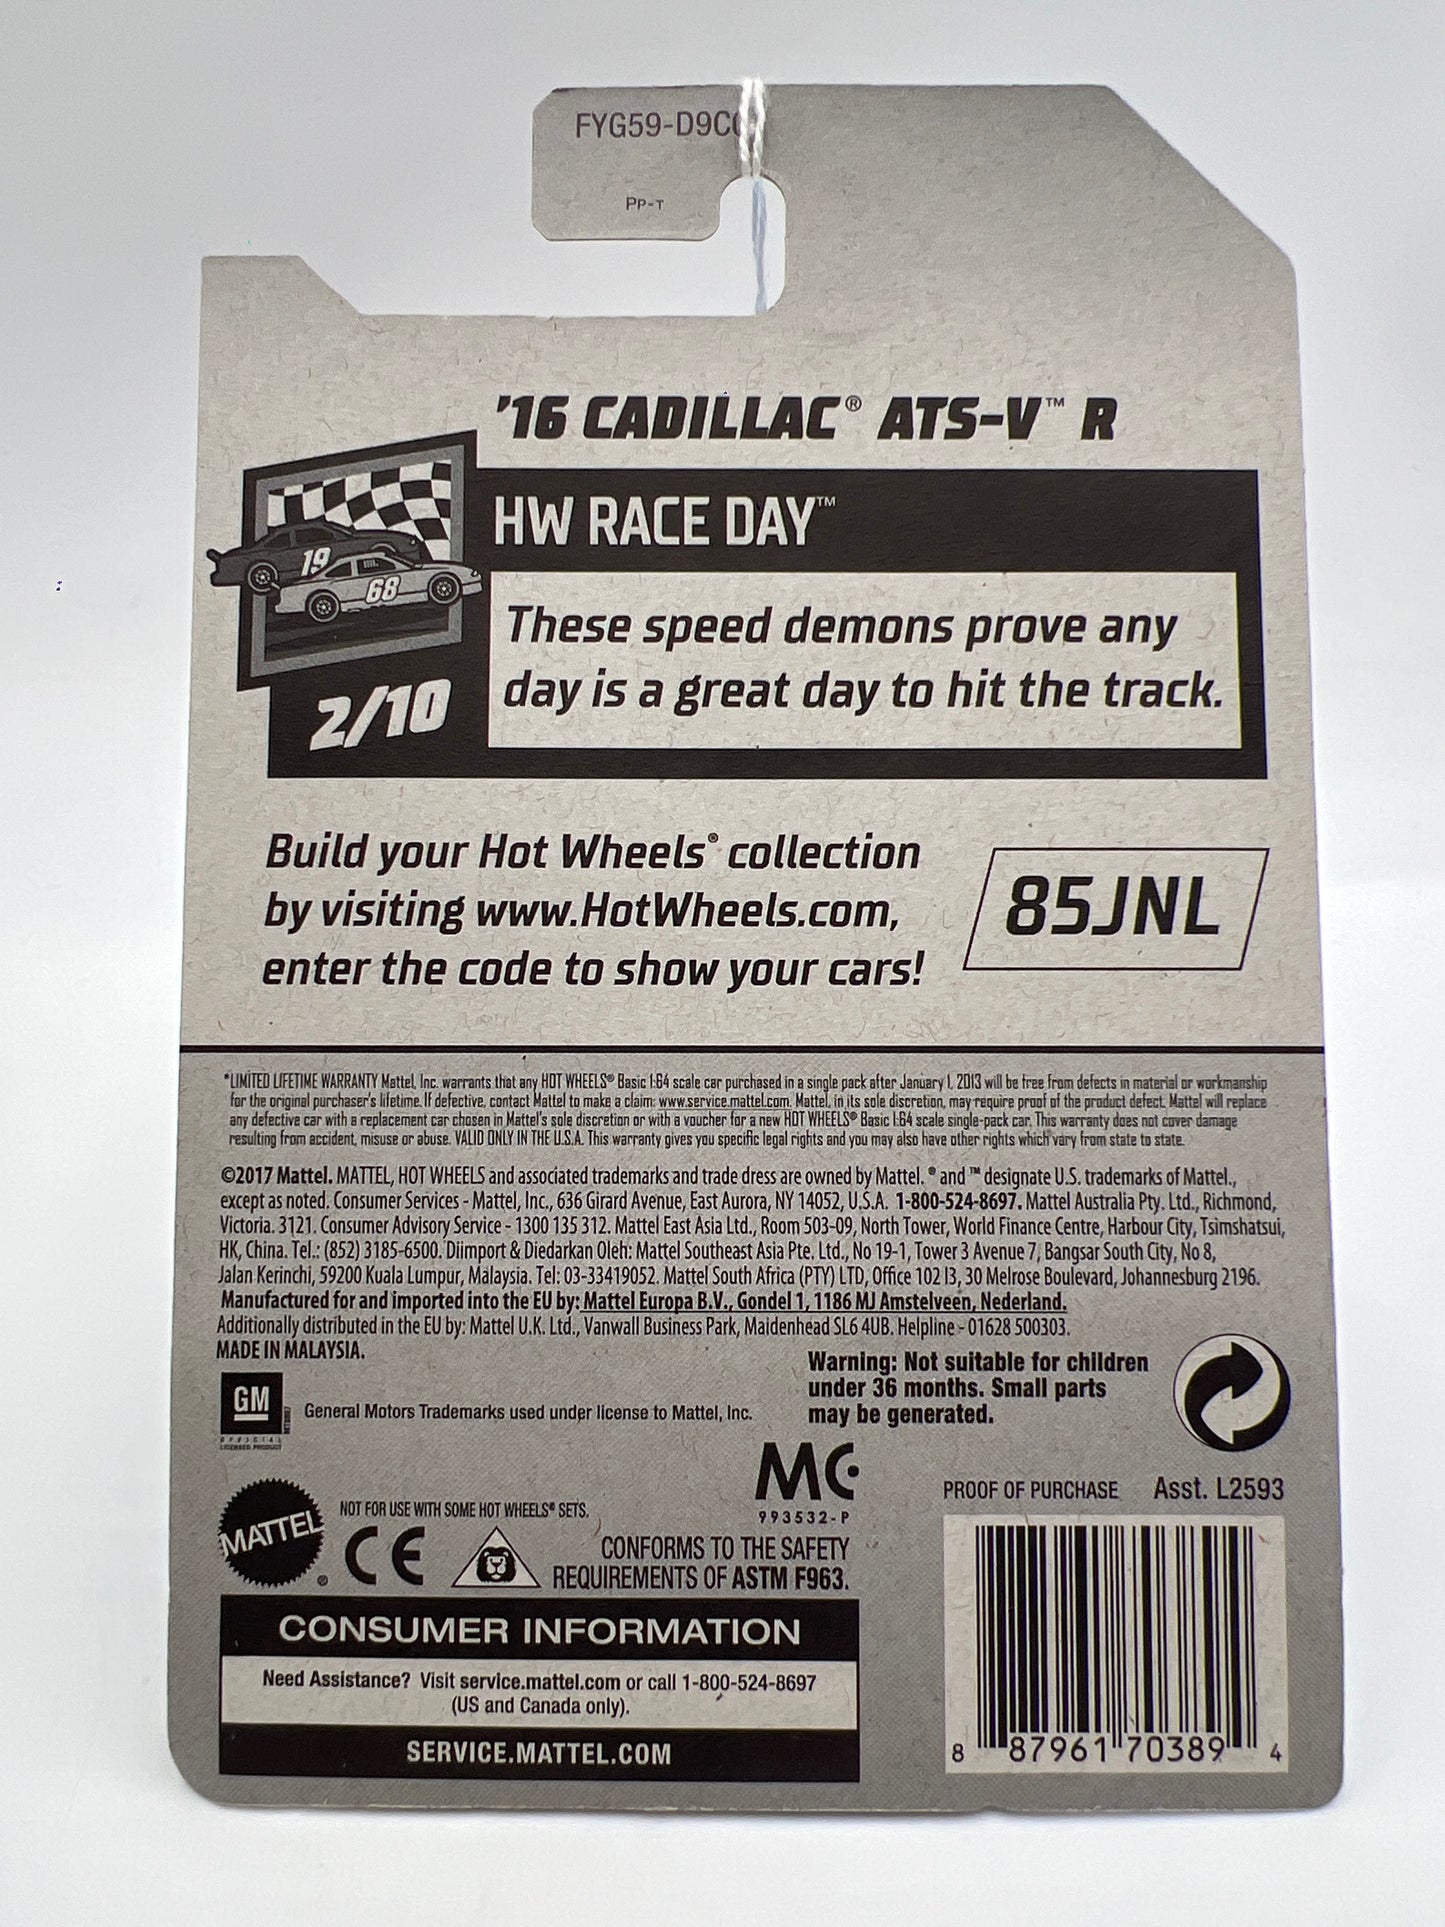 FYG59-D9C
PP-T
'16 CADILLAC® ATS-V™ R
HW RACE DAY™
19
68
2/10
These speed demons prove any
day is a great day to hit the track.
Build your Hot Wheels® collection
by visiting www.HotWheels.com,
enter the code to show your cars!
85JNL
*LIMITED LIFETIME WARRANTY Mattel, Inc. warrants that any HOT WHEELS® Basic 1:64 scale car purchased in a single pack after January 1, 2013 will be free from defects in material or workmanship
for the original purchaser's lifetime. If defective, contact Mattel to make a claim: www.service.mattel.com. Mattel, in its sole discretion, may require proof of the product defect. Mattel will replace
any defective car with a replacement car chosen in Mattel's sole discretion or with a voucher for a new HOT WHEELS® Basic 1:64 scale single-pack car. This warranty does not cover damage
resulting from accident, misuse or abuse. VALID ONLY IN THE U.S.A. This warranty gives you specific legal rights and you may also have other rights which vary from state to state.
©2017 Mattel. MATTEL, HOT WHEELS and associated trademarks and trade dress are owned by Mattel. ® and ™ designate U.S. trademarks of Mattel.,
except as noted. Consumer Services - Mattel, Inc., 636 Girard Avenue, East Aurora, NY 14052, U.S.A. 1-800-524-8697. Mattel Australia Pty. Ltd., Richmond,
Victoria. 3121. Consumer Advisory Service - 1300 135 312. Mattel East Asia Ltd., Room 503-09, North Tower, World Finance Centre, Harbour City, Tsimshatsui,
HK, China. Tel.: (852) 3185-6500. Diimport & Diedarkan Oleh: Mattel Southeast Asia Pte. Ltd., No 19-1, Tower 3 Avenue 7, Bangsar South City, No 8,
Jalan Kerinchi, 59200 Kuala Lumpur, Malaysia. Tel: 03-33419052. Mattel South Africa (PTY) LTD, Office 102 I3, 30 Melrose Boulevard, Johannesburg 2196.
Manufactured for and imported into the EU by: Mattel Europa B.V., Gondel 1, 1186 MJ Amstelveen, Nederland.
Additionally distributed in the EU by: Mattel U.K. Ltd., Vanwall Business Park, Maidenhead SL6 4UB. Helpline - 01628 500303.
MADE IN MALAYSIA.
GM
OFFICIAL
LICENSED PRODUCT
General Motors Trademarks used under license to Mattel, Inc.
Warning: Not suitable for children
under 36 months. Small parts
may be generated.
MC
993532-P
PROOF OF PURCHASE Asst. L2593
MATTEL®
NOT FOR USE WITH SOME HOT WHEELS® SETS.
CE
CONFORMS TO THE SAFETY
REQUIREMENTS OF ASTM F963.
CONSUMER INFORMATION
Need Assistance? Visit service.mattel.com or call 1-800-524-8697
(US and Canada only).
SERVICE.MATTEL.COM
8 87961 70389 4